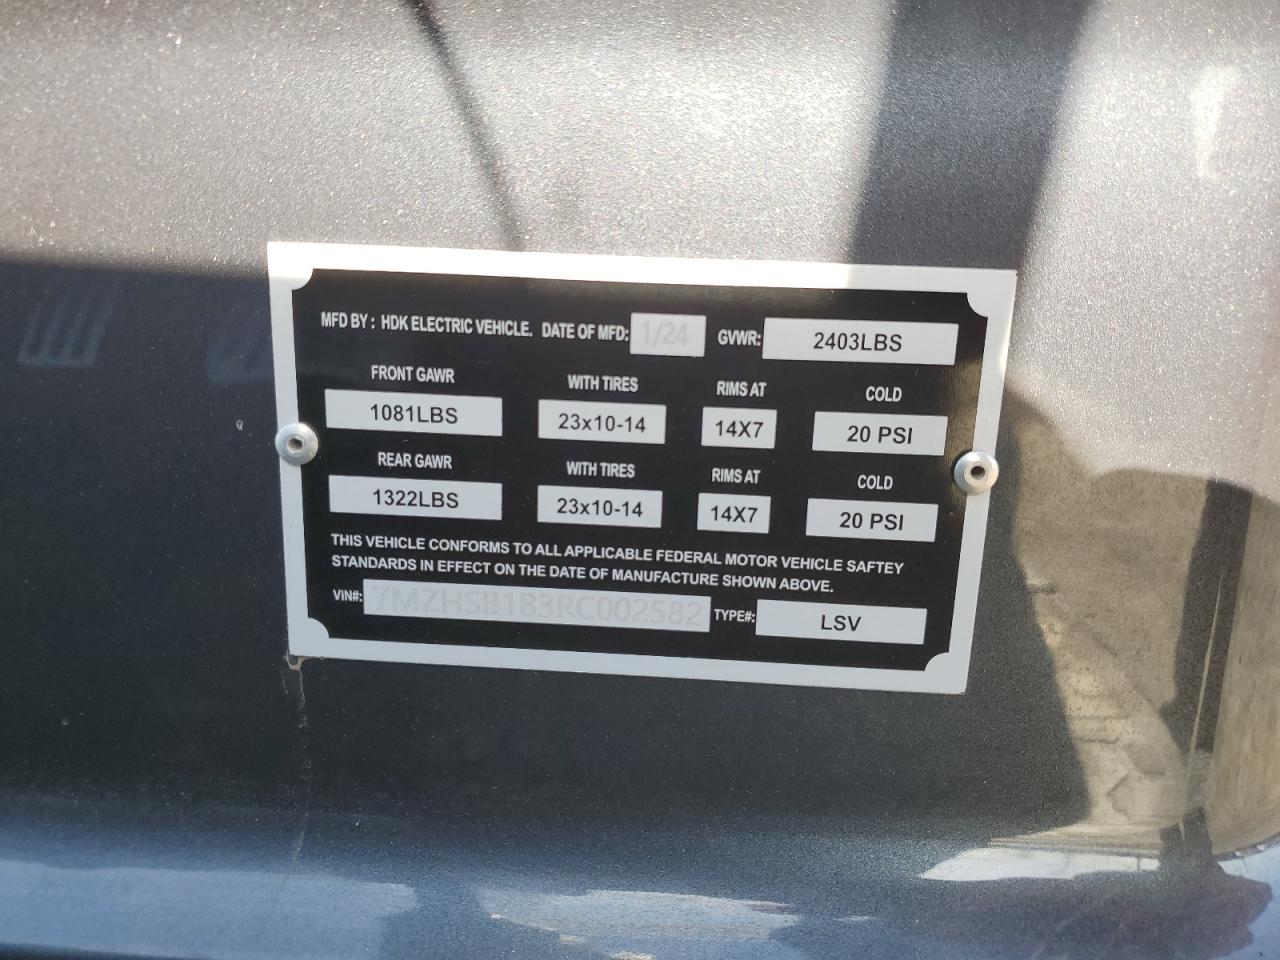 MFD BY : HDK ELECTRIC VEHICLE. DATE OF MFD: 1/24 GVWR: 2403LBS
FRONT GAWR WITH TIRES RIMS AT COLD
1081LBS 23x10-14 14X7 20 PSI
REAR GAWR WITH TIRES RIMS AT COLD
1322LBS 23x10-14 14X7 20 PSI
THIS VEHICLE CONFORMS TO ALL APPLICABLE FEDERAL MOTOR VEHICLE SAFTEY
STANDARDS IN EFFECT ON THE DATE OF MANUFACTURE SHOWN ABOVE.
VIN#: 7MZHSB1B3RC002582 TYPE#: LSV